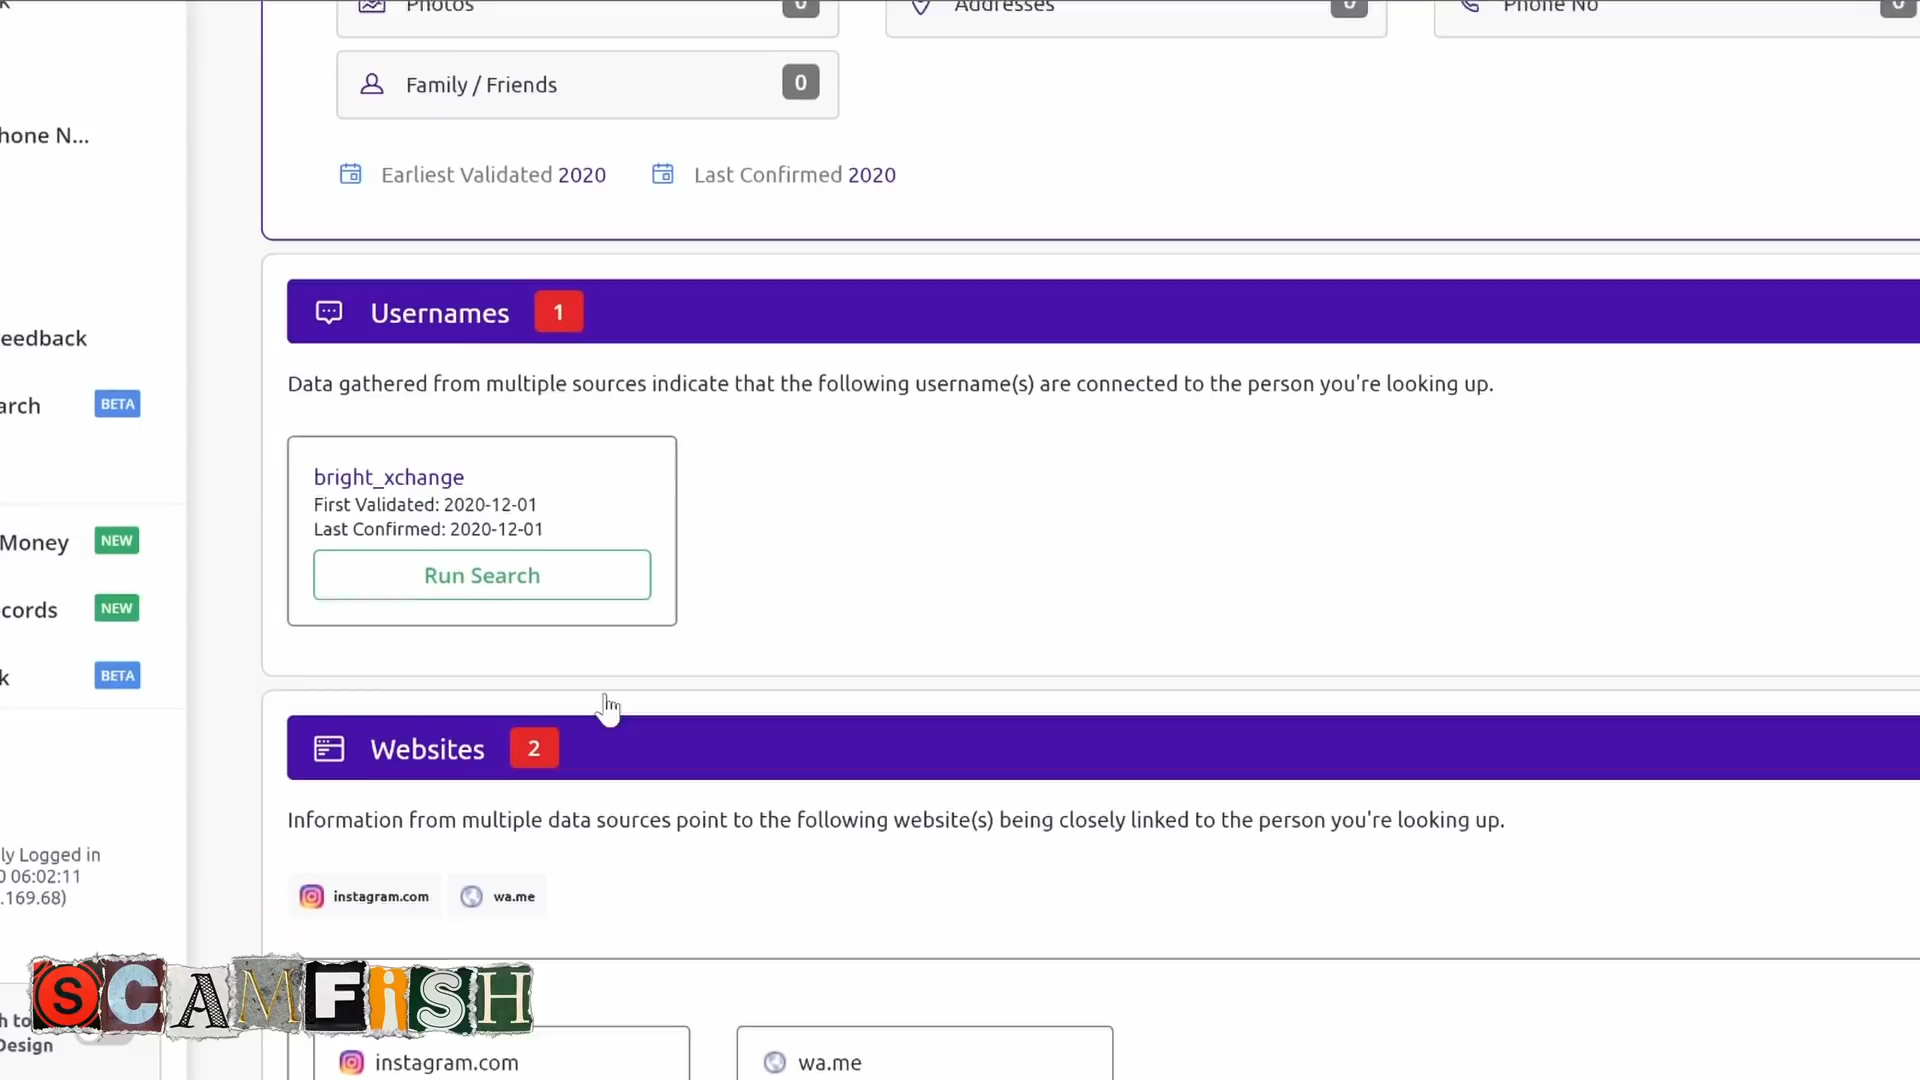 Photos 0
Addresses 0
Phone No 0
Family / Friends 0
hone N...
Earliest Validated 2020
Last Confirmed 2020
Usernames 1
eedback
Data gathered from multiple sources indicate that the following username(s) are connected to the person you're looking up.
arch BETA
bright_xchange
First Validated: 2020-12-01
Last Confirmed: 2020-12-01
Money NEW
Run Search
cords NEW
k BETA
Websites 2
Information from multiple data sources point to the following website(s) being closely linked to the person you're looking up.
ly Logged in
0 06:02:11
.169.68)
instagram.com wa.me
SCAMFiSH
h to
Design
instagram.com
wa.me